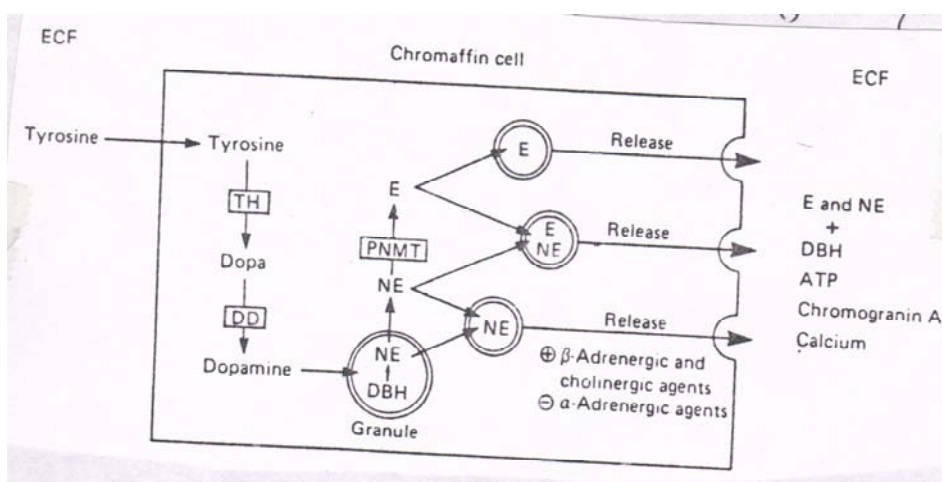 ECF
Chromaffin cell
ECF
Tyrosine
Tyrosine
TH
Dopa
DD
Dopamine
E
PNMT
NE
NE
DBH
Granule
E
Release
E
NE
Release
NE
Release
⊕ β-Adrenergic and
cholinergic agents
⊖ α-Adrenergic agents
E and NE
+
DBH
ATP
Chromogranin A
Calcium